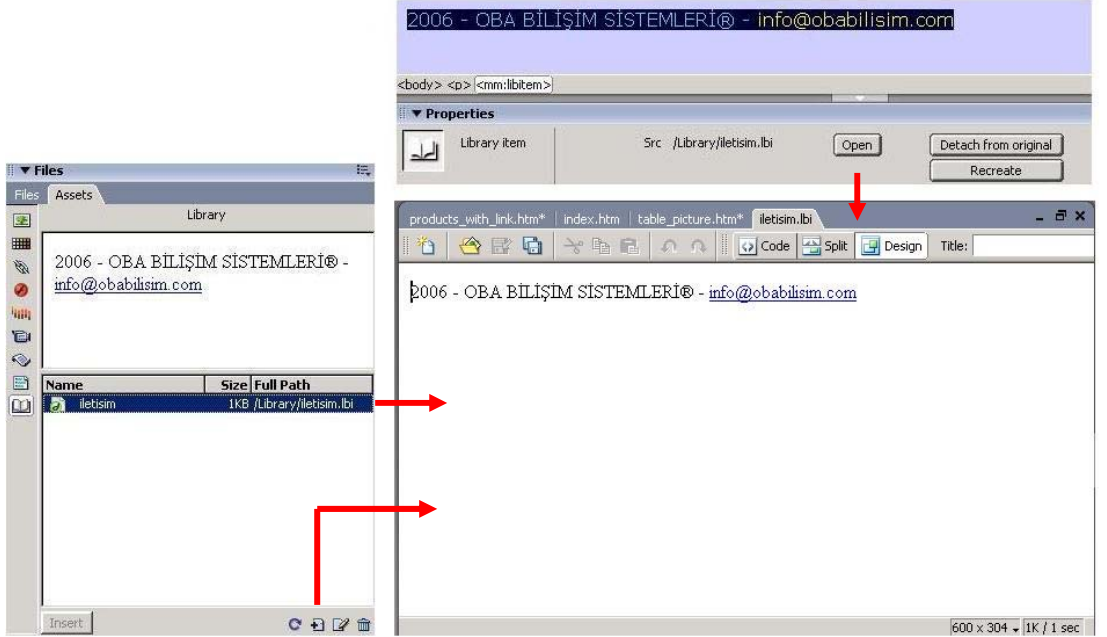 2006 - OBA BİLİŞİM SİSTEMLERİ® - info@obabilisim.com
<body> <p> <mm:libitem>
Properties
Library item Src /Library/iletisim.lbi Open Detach from original
Recreate
Files
Files Assets
Library
2006 - OBA BİLİŞİM SİSTEMLERİ® -
info@obabilisim.com
Name Size Full Path
iletisim 1KB /Library/iletisim.lbi
Insert
products_with_link.htm* index.htm table_picture.htm* iletisim.lbi
Code Split Design Title:
2006 - OBA BİLİŞİM SİSTEMLERİ® - info@obabilisim.com
600 x 304 1K / 1 sec